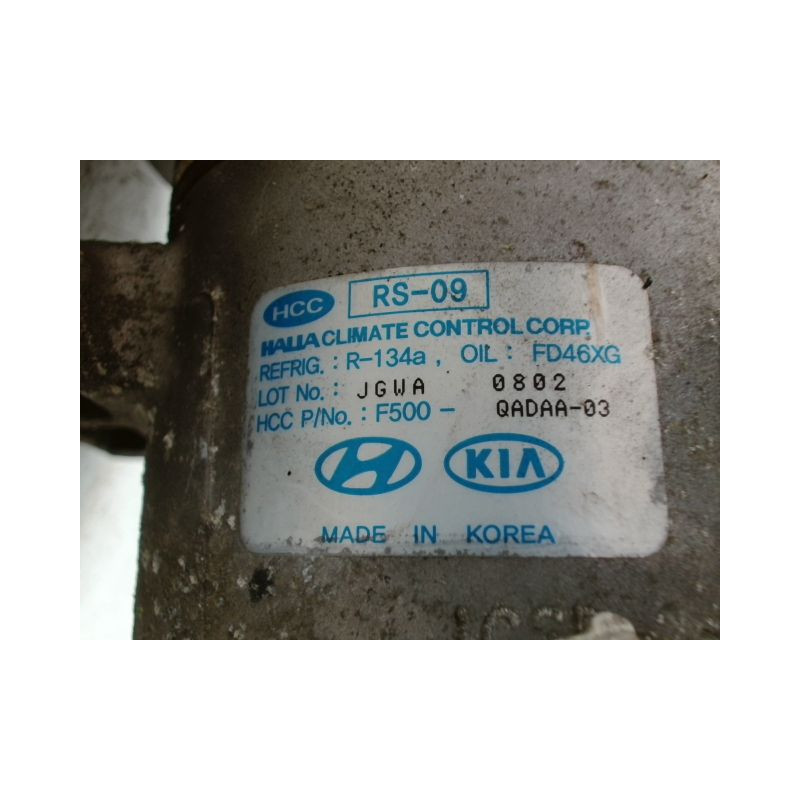 HCC RS-09
HALLA CLIMATE CONTROL CORP.
REFRIG. : R-134a , OIL : FD46XG
LOT No. : JGWA 0802
HCC P/No. : F500 - QADAA-03
KIA
MADE IN KOREA